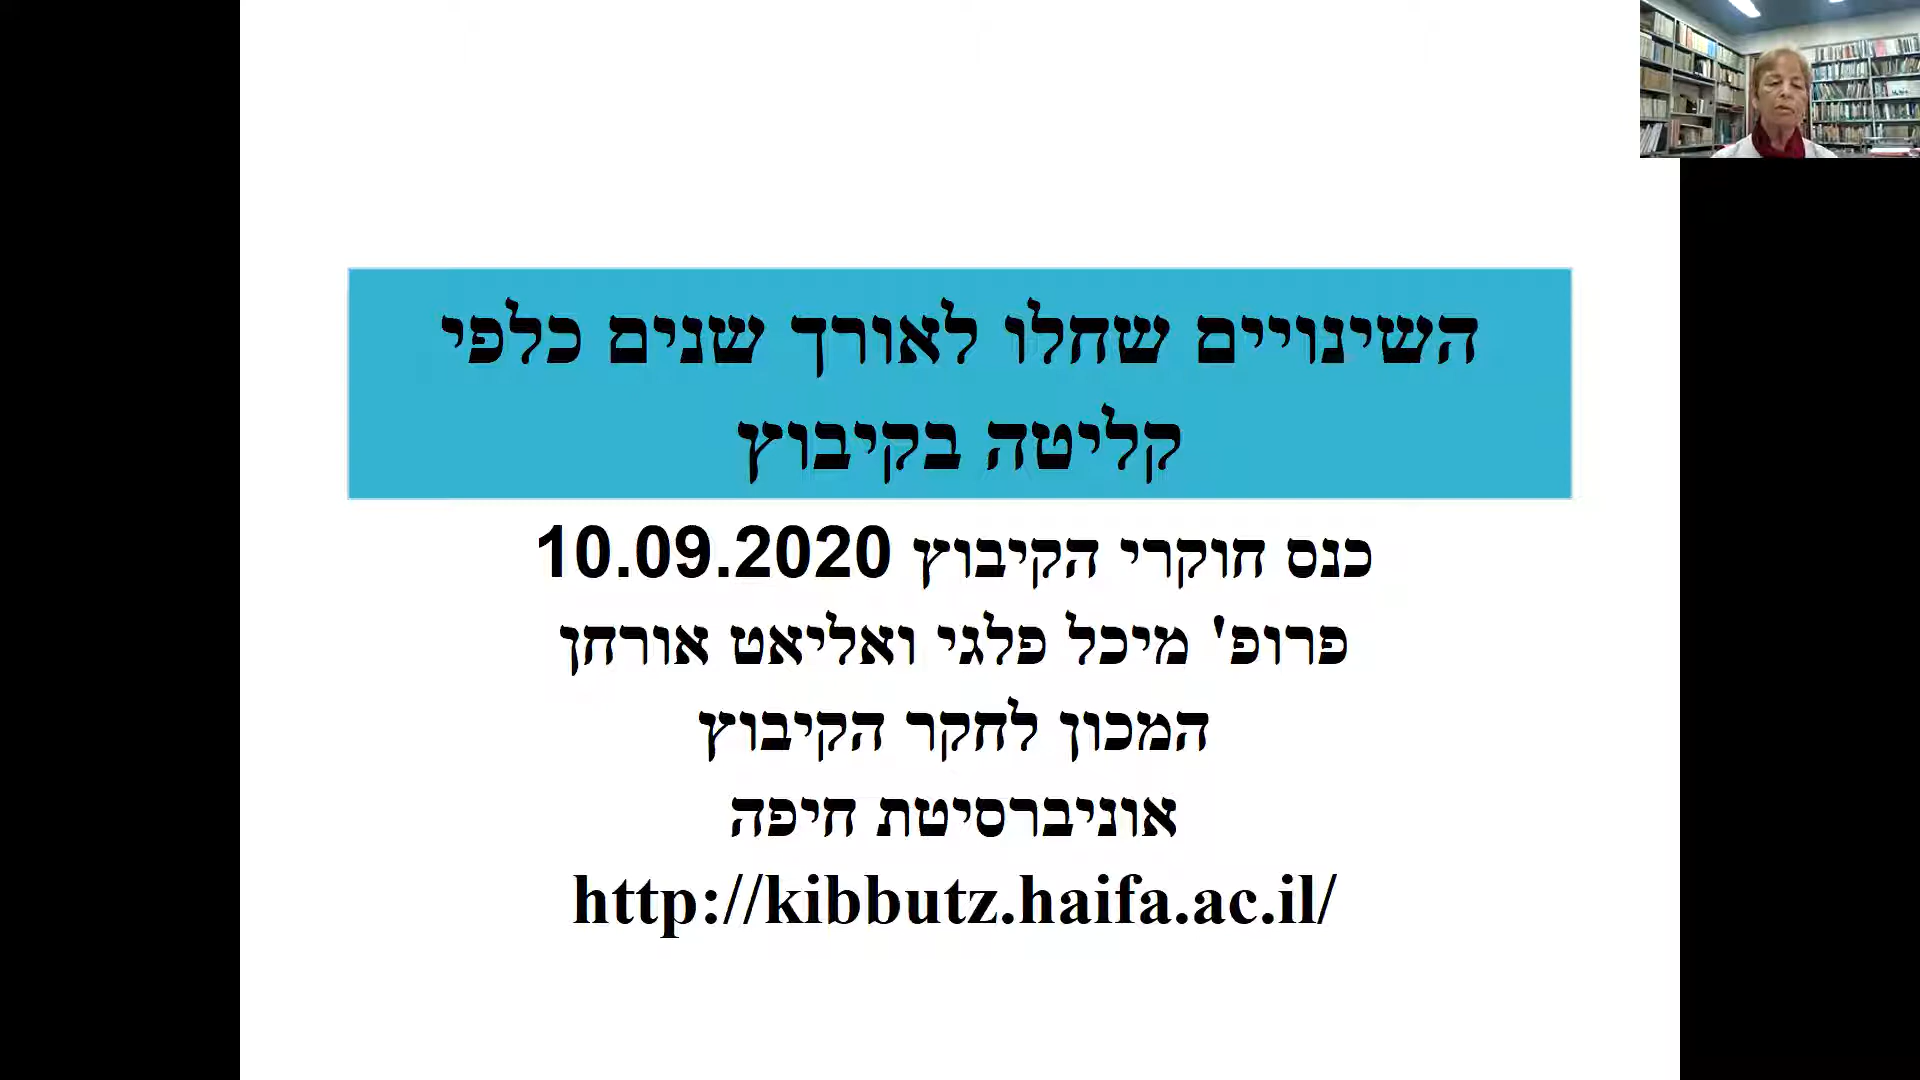 השינויים שחלו לאורך שנים כלפי
קליטה בקיבוץ
כנס חוקרי הקיבוץ 10.09.2020
פרופ' מיכל פלגי ואליאט אורחן
המכון לחקר הקיבוץ
אוניברסיטת חיפה
http://kibbutz.haifa.ac.il/